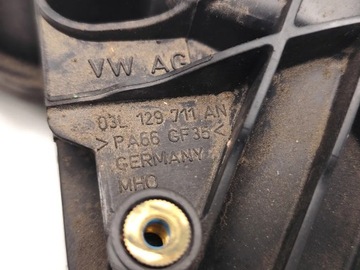 VW AG
03L 129 711 AN
>PA66 GF35<
GERMANY
MHO